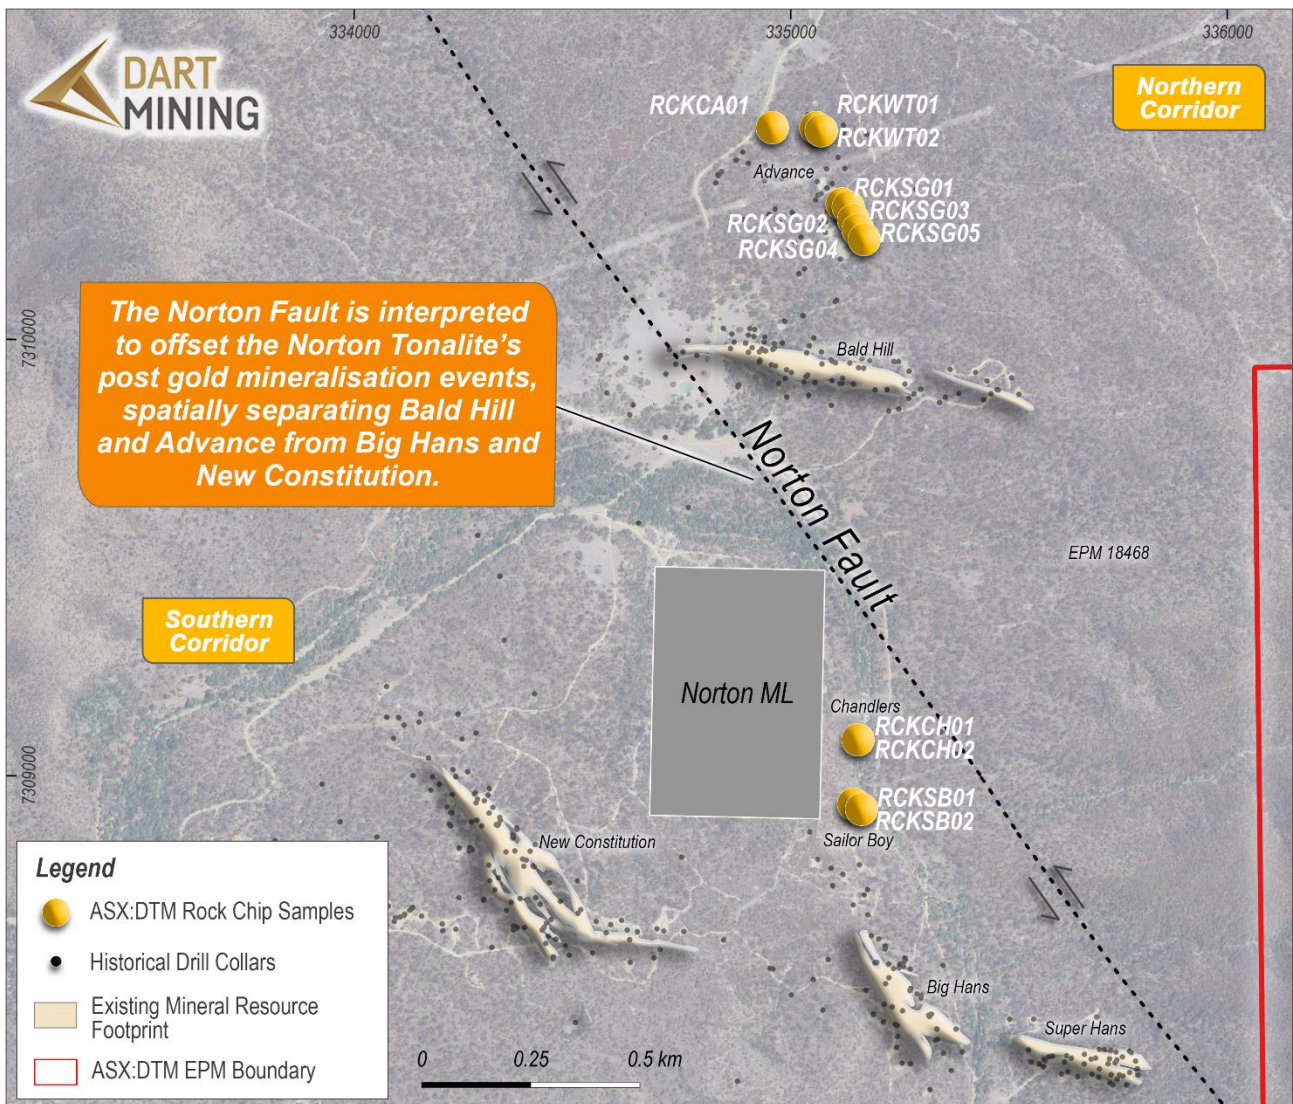 334000
335000
336000
DART
MINING
Northern
Corridor
RCKCA01
RCKWT01
RCKWT02
Advance
RCKSG01
RCKSG02
RCKSG03
RCKSG04
RCKSG05
7310000
The Norton Fault is interpreted
to offset the Norton Tonalite's
post gold mineralisation events,
spatially separating Bald Hill
and Advance from Big Hans and
New Constitution.
Bald Hill
Norton Fault
EPM 18468
Southern
Corridor
Norton ML
Chandlers
RCKCH01
RCKCH02
7309000
RCKSB01
RCKSB02
Sailor Boy
New Constitution
Big Hans
Super Hans
Legend
ASX:DTM Rock Chip Samples
Historical Drill Collars
Existing Mineral Resource
Footprint
ASX:DTM EPM Boundary
0 0.25 0.5 km